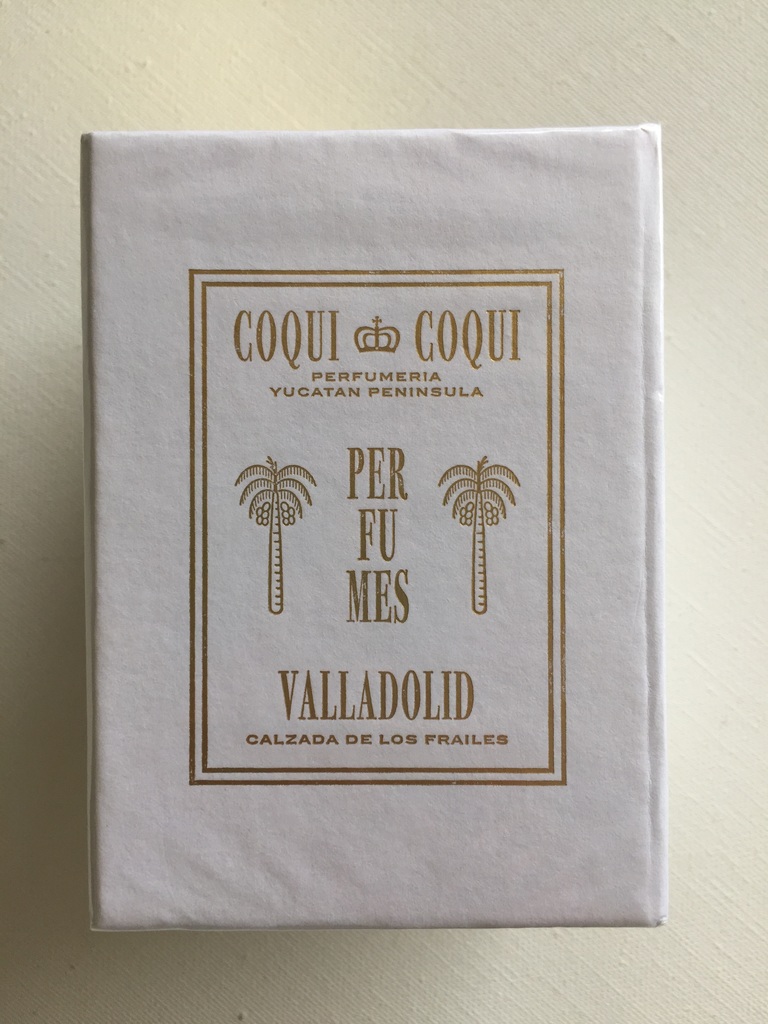 COQUI COQUI
PERFUMERIA
YUCATAN PENINSULA
PER
FU
MES
VALLADOLID
CALZADA DE LOS FRAILES